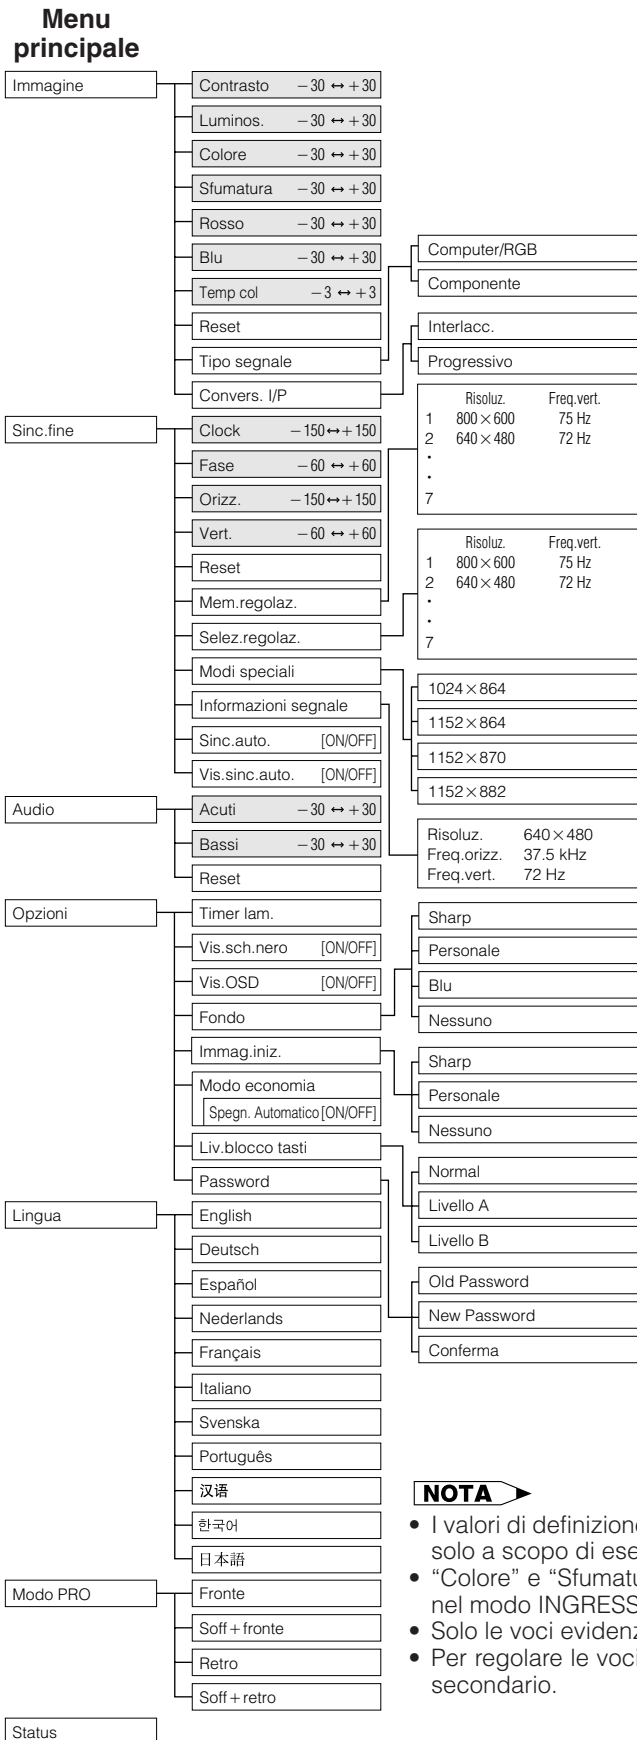 Menu
principale
Immagine
Contrasto −30 ↔ +30
Luminos. −30 ↔ +30
Colore −30 ↔ +30
Sfumatura −30 ↔ +30
Rosso −30 ↔ +30
Blu −30 ↔ +30
Temp col −3 ↔ +3
Reset
Tipo segnale
Convers. I/P
Computer/RGB
Componente
Interlacc.
Progressivo
Sinc.fine
Clock −150↔+150
Fase −60 ↔ +60
Orizz. −150↔+150
Vert. −60 ↔ +60
Reset
Mem.regolaz.
Selez.regolaz.
Modi speciali
Informazioni segnale
Sinc.auto. [ON/OFF]
Vis.sinc.auto. [ON/OFF]
Risoluz. Freq.vert.
1 800×600 75 Hz
2 640×480 72 Hz
•
•
7
Risoluz. Freq.vert.
1 800×600 75 Hz
2 640×480 72 Hz
•
•
7
1024×864
1152×864
1152×870
1152×882
Risoluz. 640×480
Freq.orizz. 37.5 kHz
Freq.vert. 72 Hz
Audio
Acuti −30 ↔ +30
Bassi −30 ↔ +30
Reset
Opzioni
Timer lam.
Vis.sch.nero [ON/OFF]
Vis.OSD [ON/OFF]
Fondo
Immag.iniz.
Modo economia
Spegn. Automatico [ON/OFF]
Liv.blocco tasti
Password
Sharp
Personale
Blu
Nessuno
Sharp
Personale
Nessuno
Normal
Livello A
Livello B
Old Password
New Password
Conferma
Lingua
English
Deutsch
Español
Nederlands
Français
Italiano
Svenska
Português
汉语
한국어
日本語
Modo PRO
Fronte
Soff+fronte
Retro
Soff+retro
Status
NOTA
• I valori di definizione
solo a scopo di ese
• “Colore” e “Sfumatu
nel modo INGRESS
• Solo le voci evidenz
• Per regolare le voci
secondario.